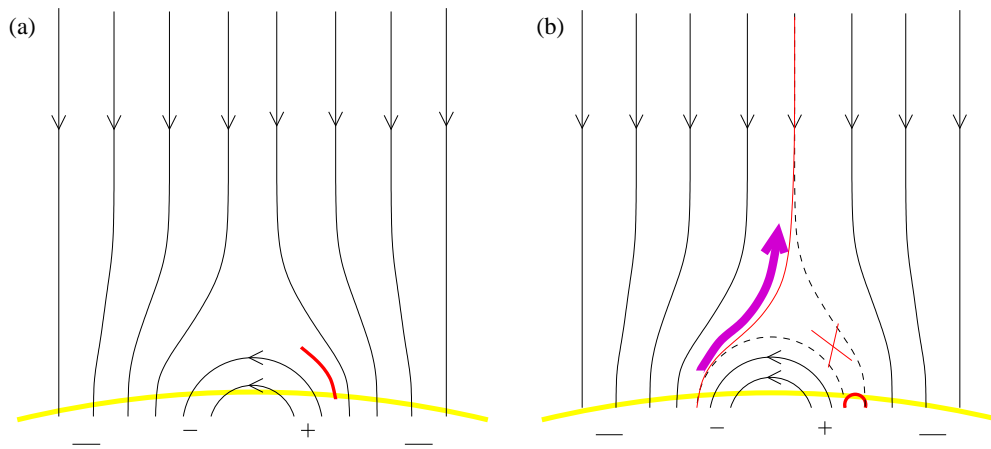 (a) (b)
— − + —
— − + —